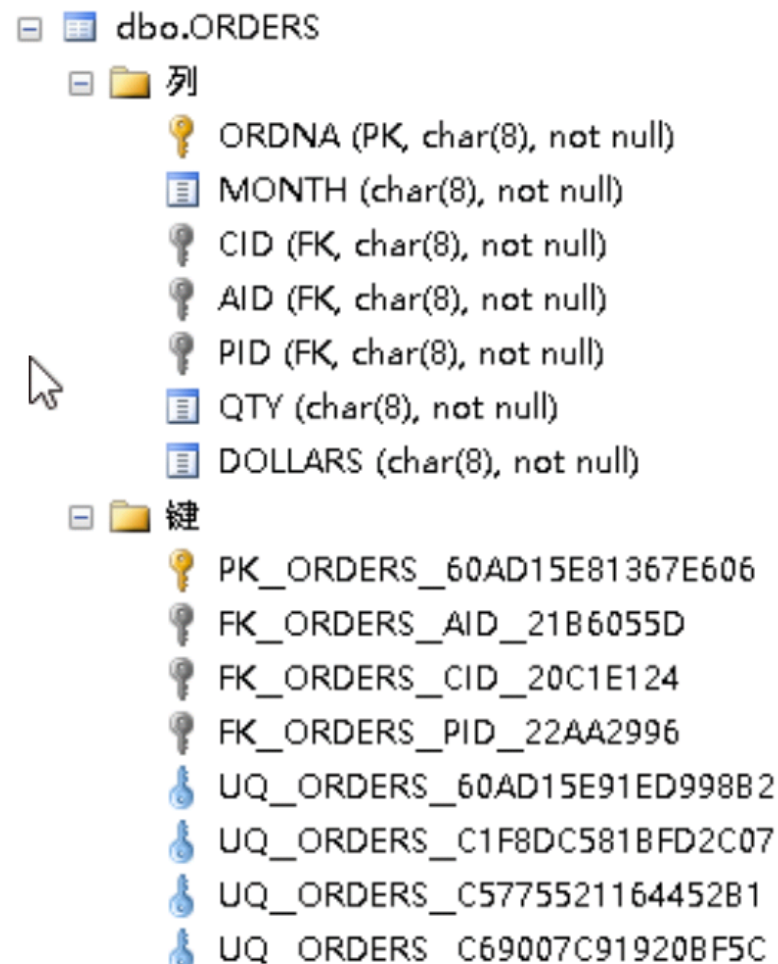 dbo.ORDERS
列
ORDNA (PK, char(8), not null)
MONTH (char(8), not null)
CID (FK, char(8), not null)
AID (FK, char(8), not null)
PID (FK, char(8), not null)
QTY (char(8), not null)
DOLLARS (char(8), not null)
键
PK__ORDERS__60AD15E81367E606
FK__ORDERS__AID__21B6055D
FK__ORDERS__CID__20C1E124
FK__ORDERS__PID__22AA2996
UQ__ORDERS__60AD15E91ED998B2
UQ__ORDERS__C1F8DC581BFD2C07
UQ__ORDERS__C5775521164452B1
UQ__ORDERS__C69007C91920BF5C